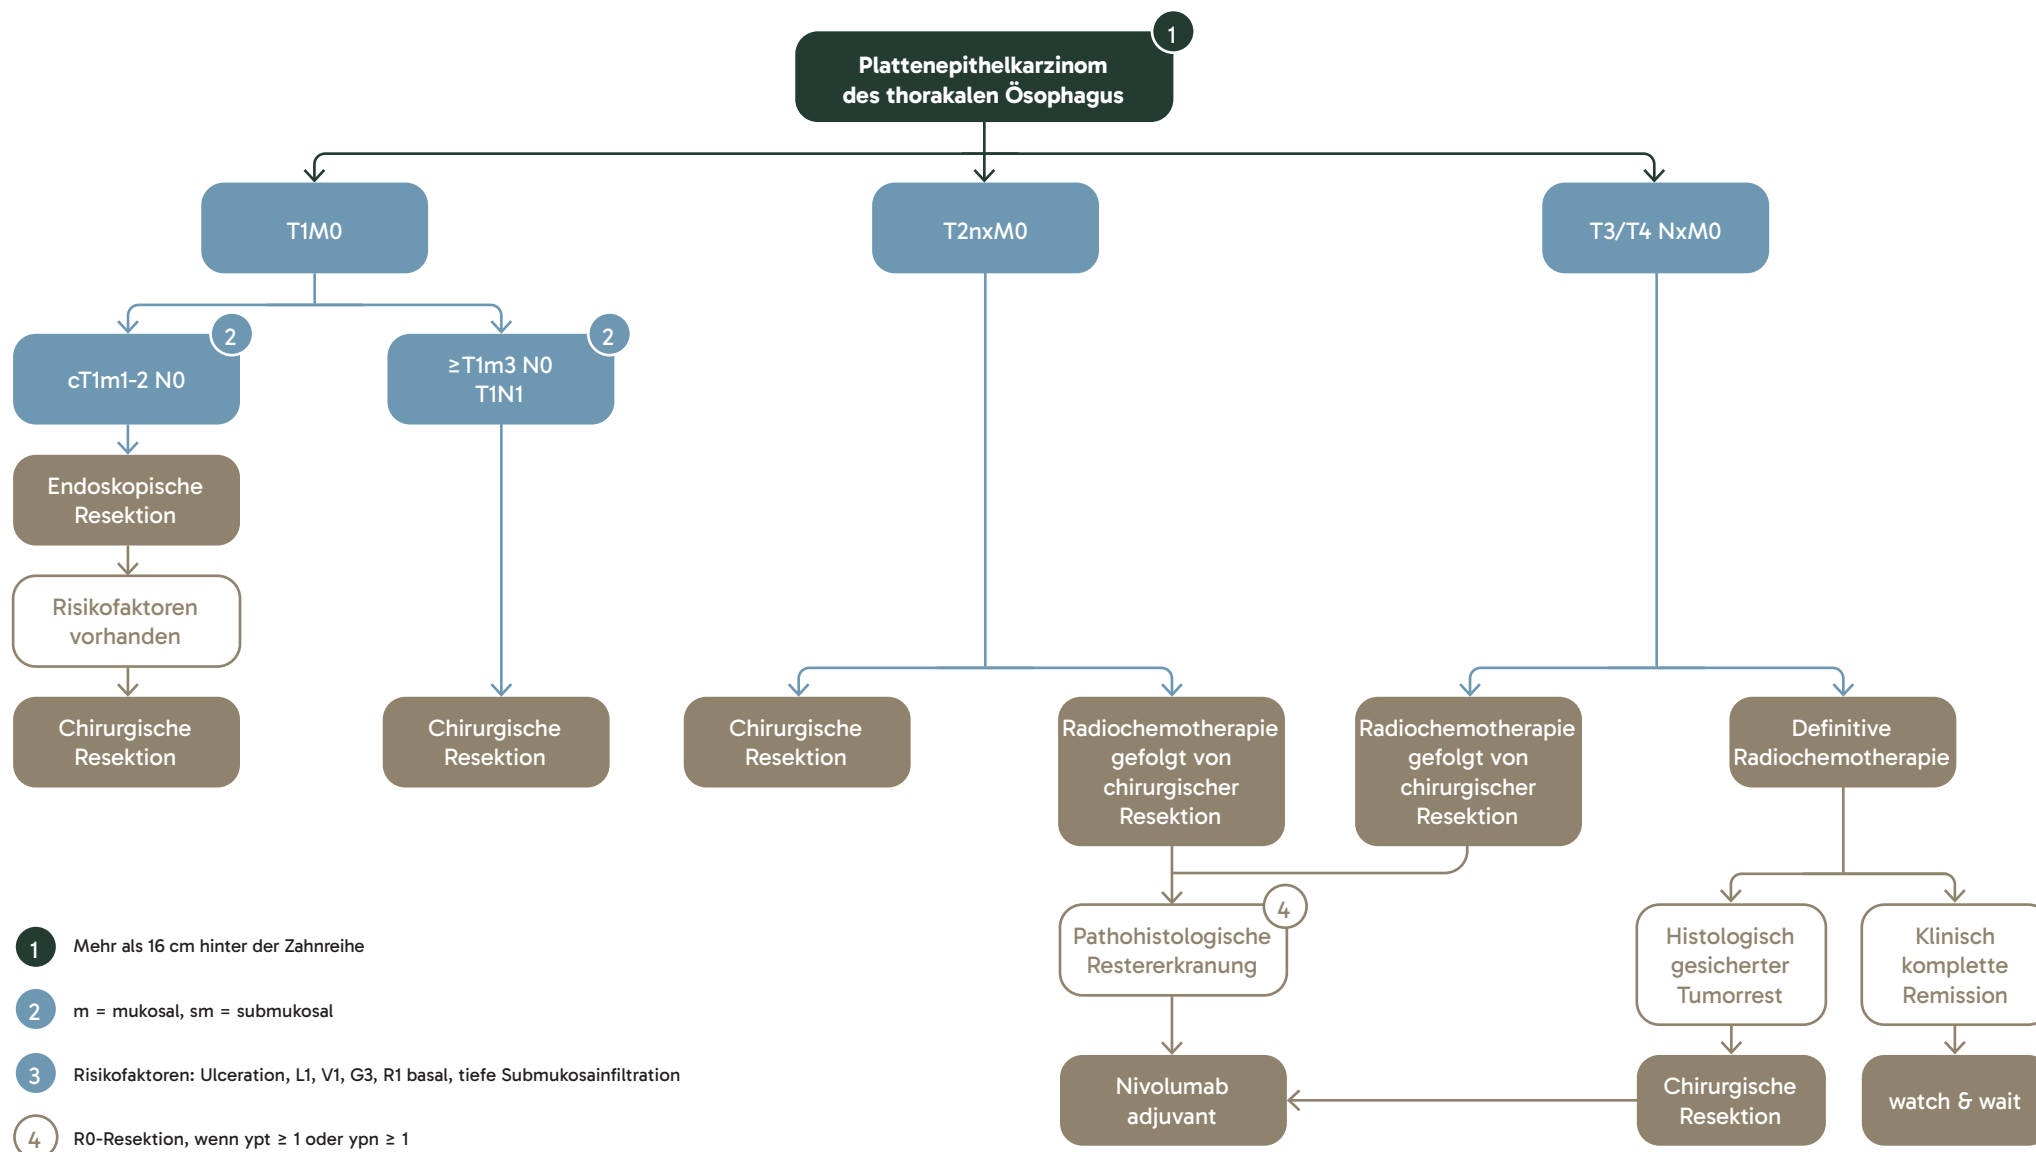 1
Plattenepithelkarzinom
des thorakalen Ösophagus
T1M0
T2nxM0
T3/T4 NxM0
2
cT1m1-2 N0
2
≥T1m3 N0
T1N1
Endoskopische
Resektion
Risikofaktoren
vorhanden
Chirurgische
Resektion
Chirurgische
Resektion
Chirurgische
Resektion
Radiochemotherapie
gefolgt von
chirurgischer
Resektion
Radiochemotherapie
gefolgt von
chirurgischer
Resektion
Definitive
Radiochemotherapie
4
Pathohistologische
Restererkranung
Histologisch
gesicherter
Tumorrest
Klinisch
komplette
Remission
Nivolumab
adjuvant
Chirurgische
Resektion
watch & wait
1 Mehr als 16 cm hinter der Zahnreihe
2 m = mukosal, sm = submukosal
3 Risikofaktoren: Ulceration, L1, V1, G3, R1 basal, tiefe Submukosainfiltration
4 R0-Resektion, wenn ypt ≥ 1 oder ypn ≥ 1